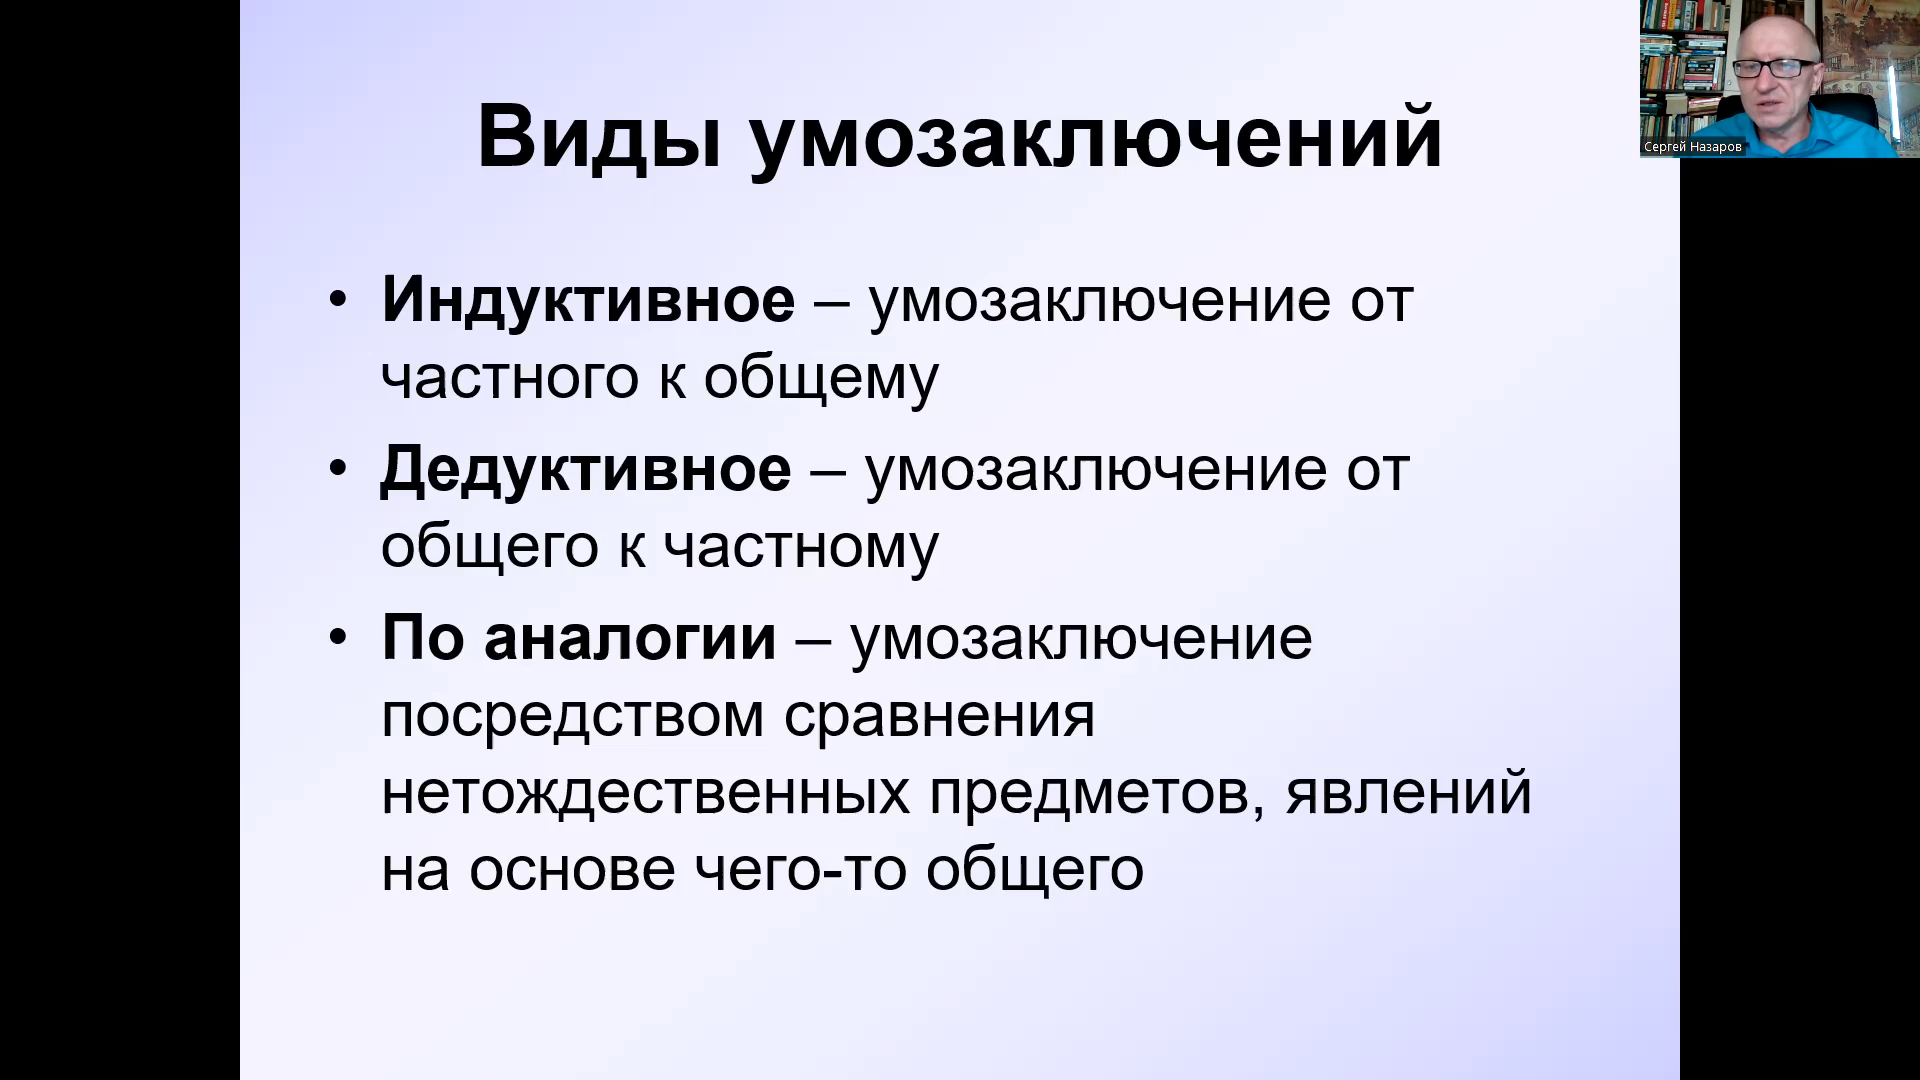 Виды умозаключений
• Индуктивное – умозаключение от
частного к общему
• Дедуктивное – умозаключение от
общего к частному
• По аналогии – умозаключение
посредством сравнения
нетождественных предметов, явлений
на основе чего-то общего
Сергей Назаров